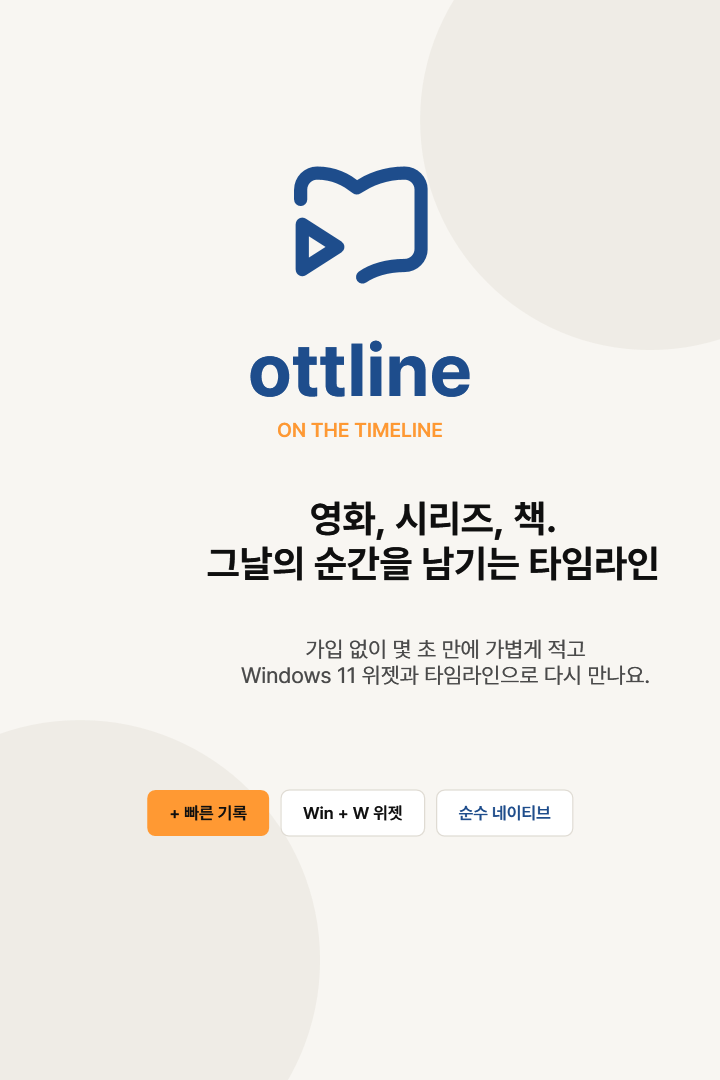 ottline
ON THE TIMELINE
영화, 시리즈, 책.
그날의 순간을 남기는 타임라인
가입 없이 몇 초 만에 가볍게 적고
Windows 11 위젯과 타임라인으로 다시 만나요.
+ 빠른 기록
Win + W 위젯
순수 네이티브